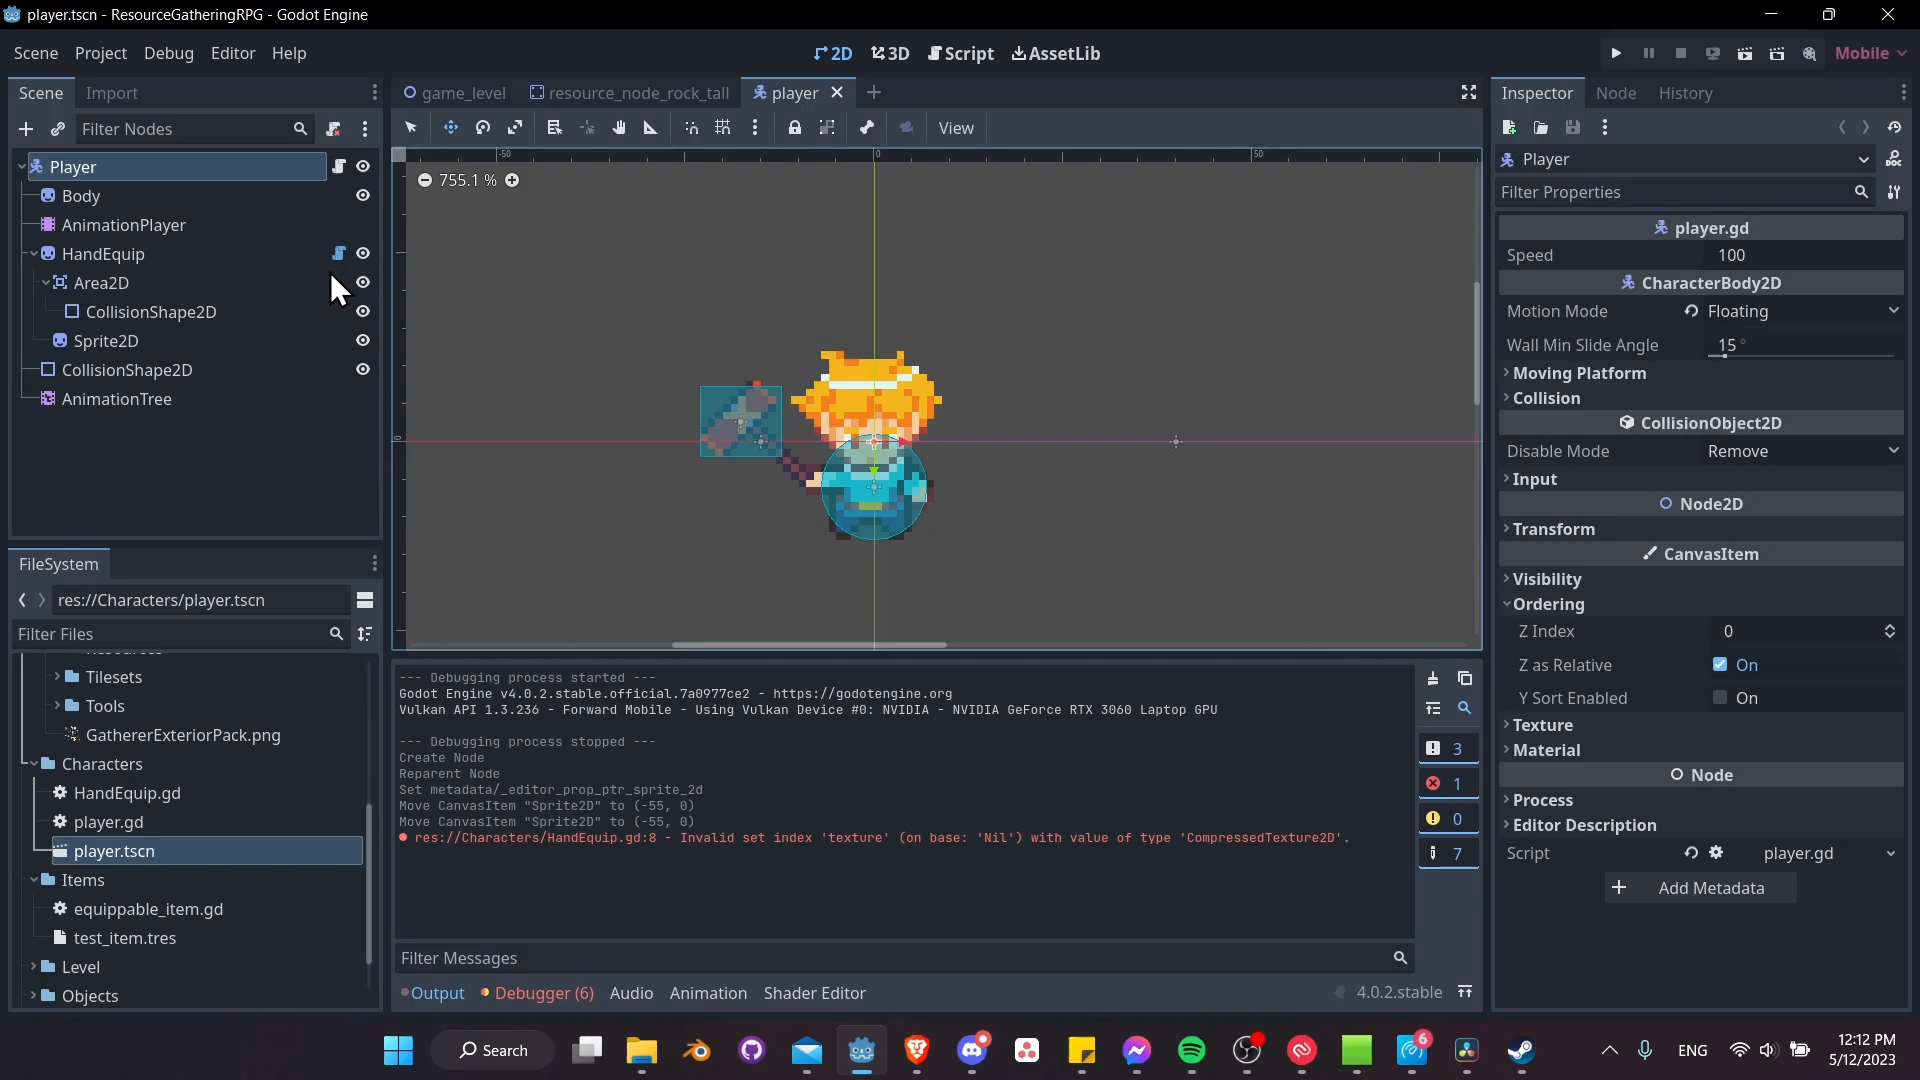 player.tscn - ResourceGatheringRPG - Godot Engine
Scene Project Debug Editor Help
2D 3D Script AssetLib
Mobile
Scene Import
game_level resource_node_rock_tall player
Inspector Node History
Filter Nodes
View
Player
Body
AnimationPlayer
HandEquip
Area2D
CollisionShape2D
Sprite2D
CollisionShape2D
AnimationTree
-50 0 50
755.1 %
0
Player
Filter Properties
player.gd
Speed 100
CharacterBody2D
Motion Mode Floating
Wall Min Slide Angle 15 °
Moving Platform
Collision
CollisionObject2D
Disable Mode Remove
Input
Node2D
Transform
CanvasItem
Visibility
Ordering
Z Index 0
Z as Relative On
Y Sort Enabled On
Texture
Material
Node
Process
Editor Description
Script player.gd
Add Metadata
FileSystem
res://Characters/player.tscn
Filter Files
Tilesets
Tools
GathererExteriorPack.png
Characters
HandEquip.gd
player.gd
player.tscn
Items
equippable_item.gd
test_item.tres
Level
Objects
--- Debugging process started ---
Godot Engine v4.0.2.stable.official.7a0977ce2 - https://godotengine.org
Vulkan API 1.3.236 - Forward Mobile - Using Vulkan Device #0: NVIDIA - NVIDIA GeForce RTX 3060 Laptop GPU
--- Debugging process stopped ---
Create Node
Reparent Node
Set metadata/_editor_prop_ptr_sprite_2d
Move CanvasItem "Sprite2D" to (-55, 0)
Move CanvasItem "Sprite2D" to (-55, 0)
res://Characters/HandEquip.gd:8 - Invalid set index 'texture' (on base: 'Nil') with value of type 'CompressedTexture2D'.
3
1
0
7
Filter Messages
Output Debugger (6) Audio Animation Shader Editor
4.0.2.stable
Search
6
ENG
12:12 PM
5/12/2023